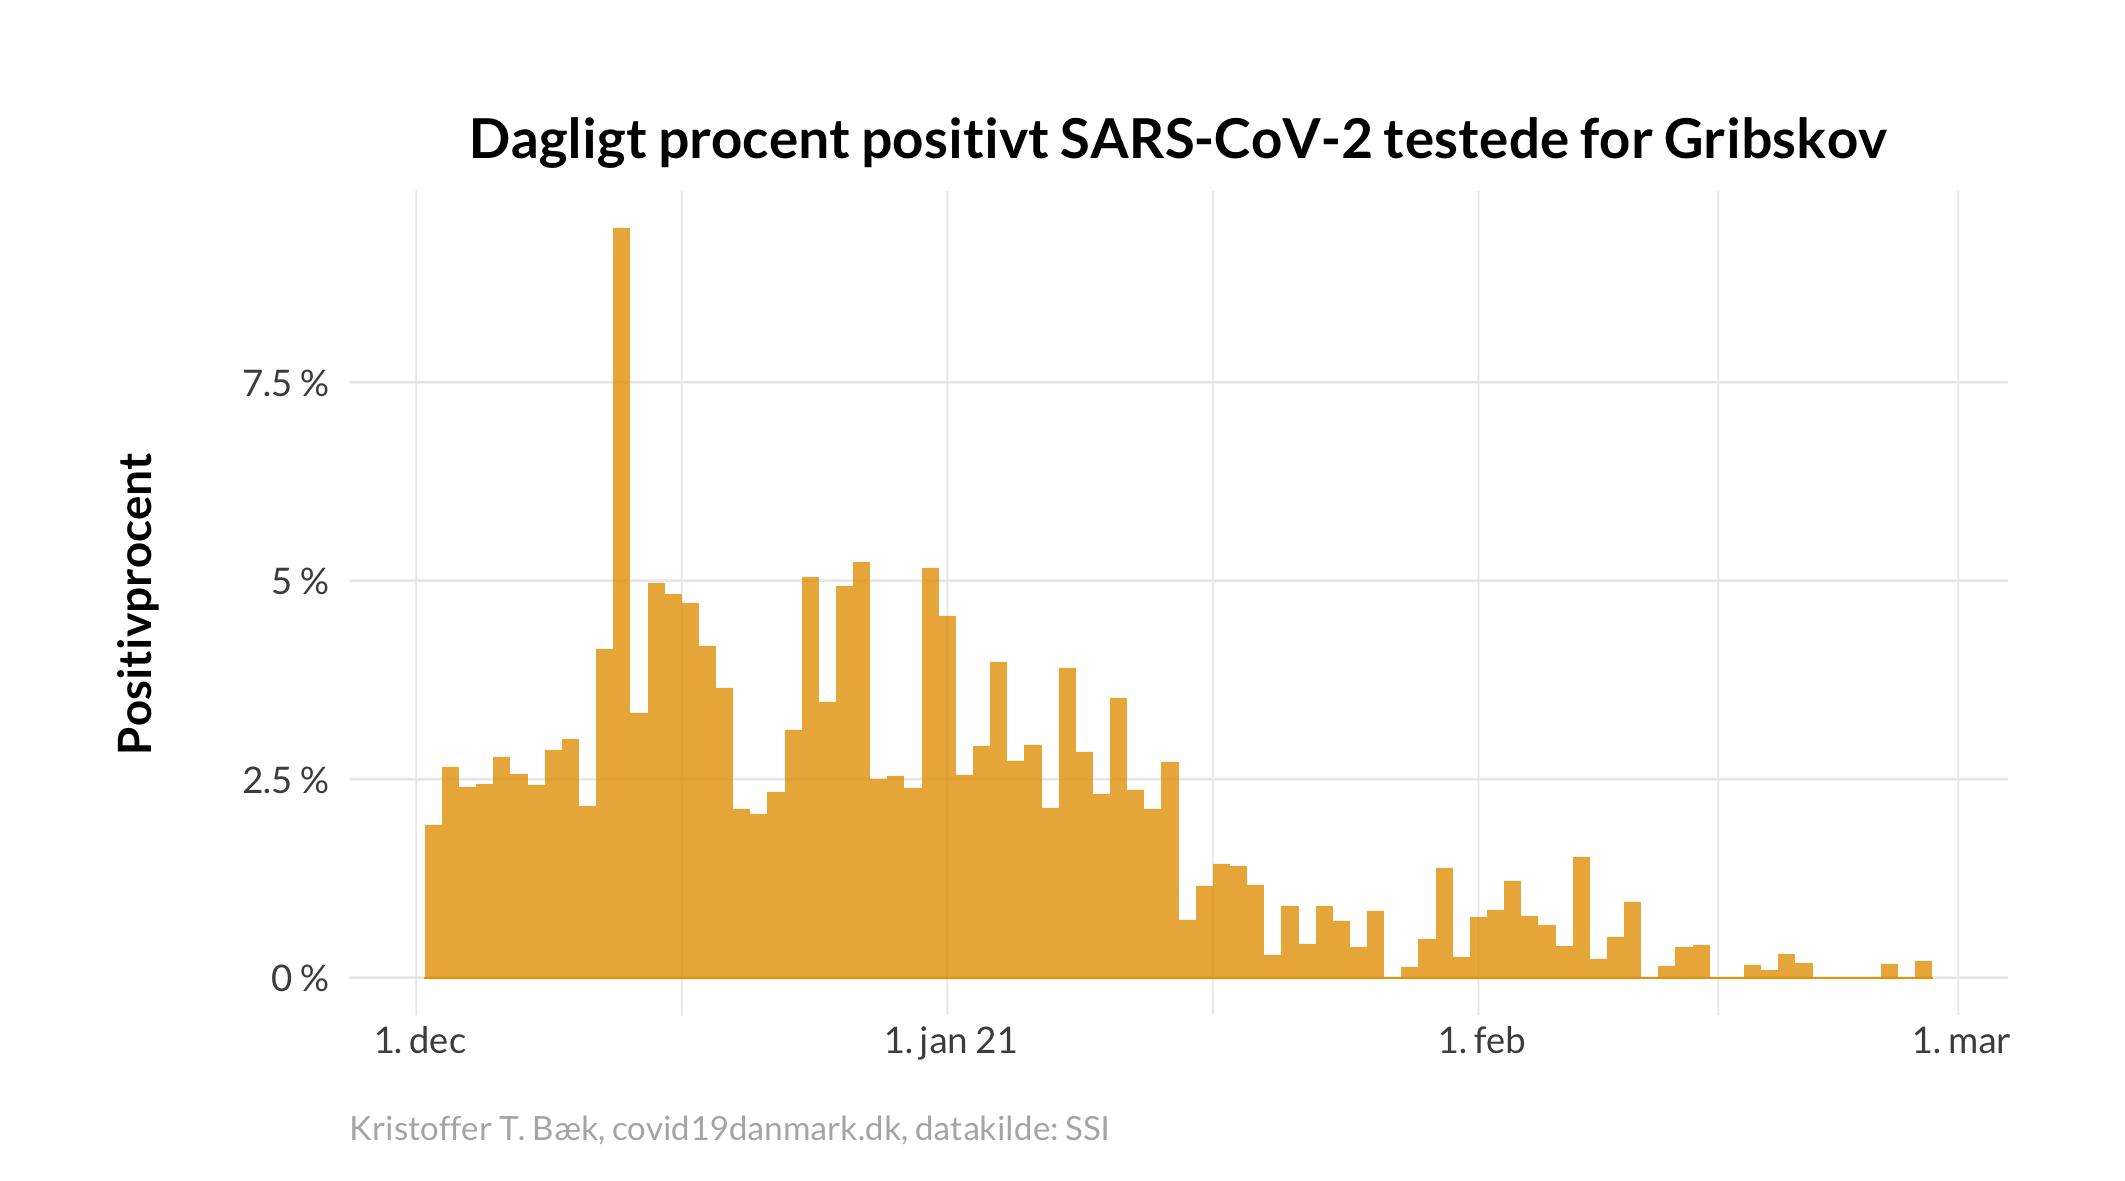 Dagligt procent positivt SARS-CoV-2 testede for Gribskov
Positivprocent
7.5 %
5 %
2.5 %
0 %
1. dec
1. jan 21
1. feb
1. mar
Kristoffer T. Bæk, covid19danmark.dk, datakilde: SSI